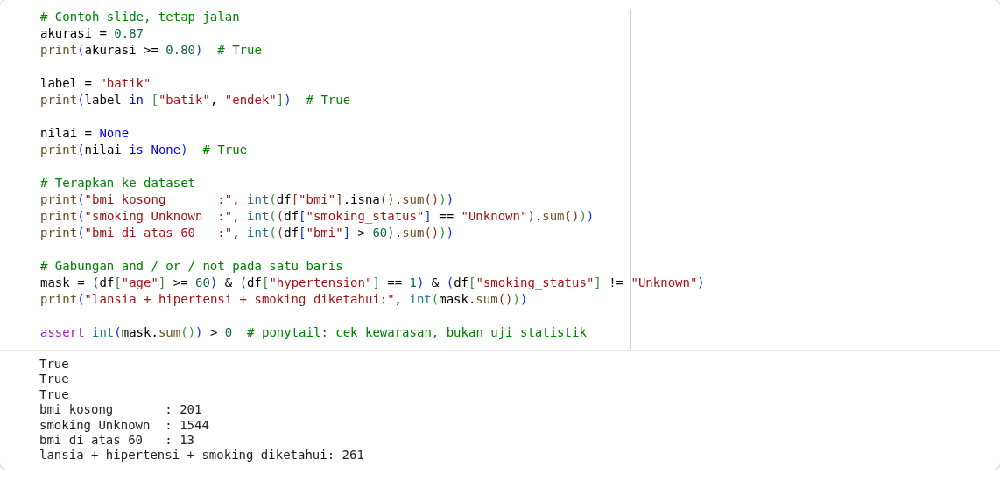 # Contoh slide, tetap jalan
akurasi = 0.87
print(akurasi >= 0.80)  # True

label = "batik"
print(label in ["batik", "endek"])  # True

nilai = None
print(nilai is None)  # True

# Terapkan ke dataset
print("bmi kosong       :", int(df["bmi"].isna().sum()))
print("smoking Unknown  :", int((df["smoking_status"] == "Unknown").sum()))
print("bmi di atas 60   :", int((df["bmi"] > 60).sum()))

# Gabungan and / or / not pada satu baris
mask = (df["age"] >= 60) & (df["hypertension"] == 1) & (df["smoking_status"] != "Unknown")
print("lansia + hipertensi + smoking diketahui:", int(mask.sum()))

assert int(mask.sum()) > 0  # ponytail: cek kewarasan, bukan uji statistik
True
True
True
bmi kosong       : 201
smoking Unknown  : 1544
bmi di atas 60   : 13
lansia + hipertensi + smoking diketahui: 261